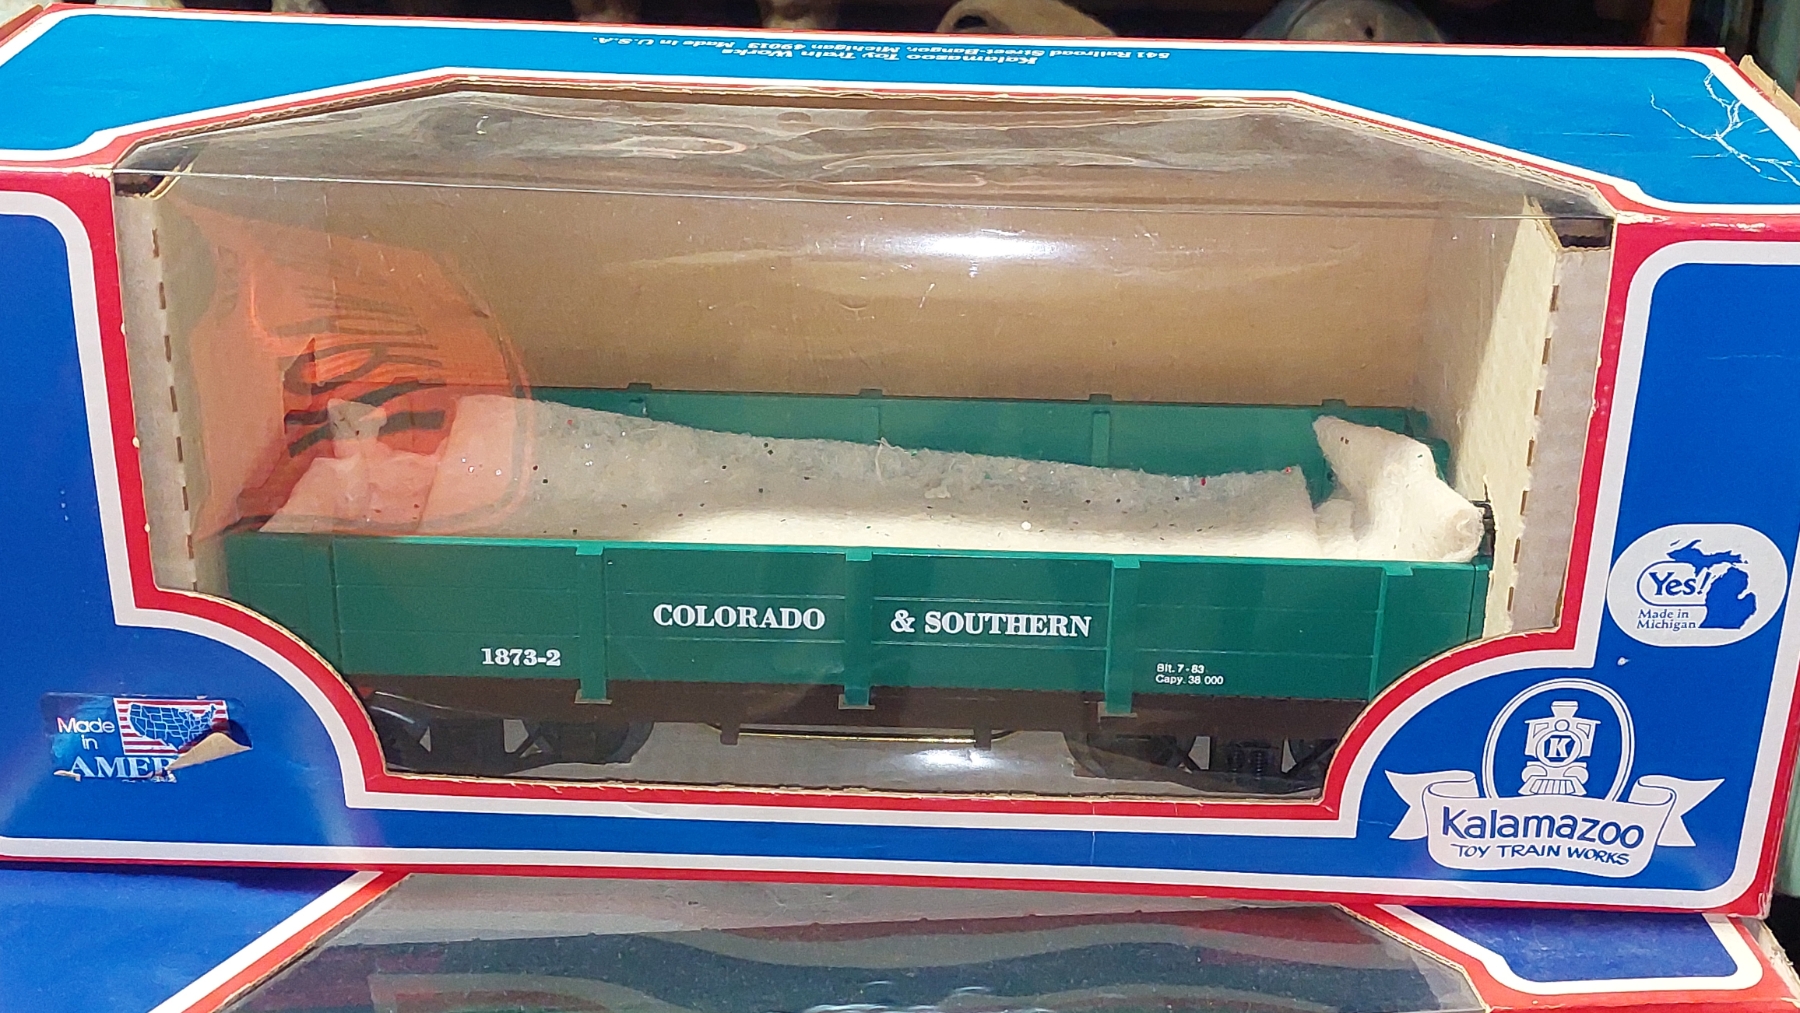 541 Railroad Street-Bangor, Michigan 49013 Made in U.S.A.
Kalamazoo Toy Train Works
COLORADO & SOUTHERN
1873-2
Blt. 7-83
Capy. 38 000
Yes!
Made in
Michigan
Made
in
AMER
K
Kalamazoo
TOY TRAIN WORKS